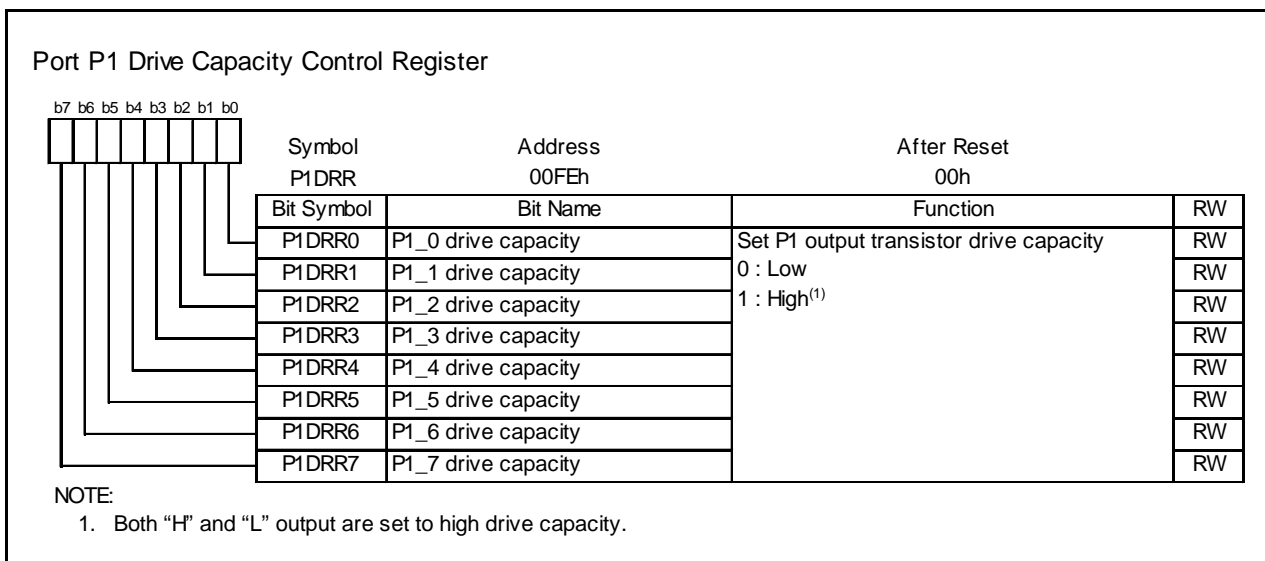 Port P1 Drive Capacity Control Register
b7 b6 b5 b4 b3 b2 b1 b0
Symbol Address After Reset
P1DRR 00FEh 00h
Bit Symbol Bit Name Function RW
P1DRR0 P1_0 drive capacity Set P1 output transistor drive capacity RW
P1DRR1 P1_1 drive capacity 0 : Low RW
P1DRR2 P1_2 drive capacity 1 : High(1) RW
P1DRR3 P1_3 drive capacity RW
P1DRR4 P1_4 drive capacity RW
P1DRR5 P1_5 drive capacity RW
P1DRR6 P1_6 drive capacity RW
P1DRR7 P1_7 drive capacity RW
NOTE:
1. Both “H” and “L” output are set to high drive capacity.